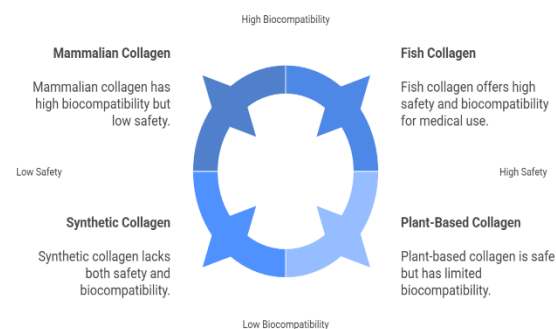 High Biocompatibility
Mammalian Collagen
Mammalian collagen has
high biocompatibility but
low safety.
Fish Collagen
Fish collagen offers high
safety and biocompatibility
for medical use.
Low Safety
High Safety
Synthetic Collagen
Synthetic collagen lacks
both safety and
biocompatibility.
Plant-Based Collagen
Plant-based collagen is safe
but has limited
biocompatibility.
Low Biocompatibility